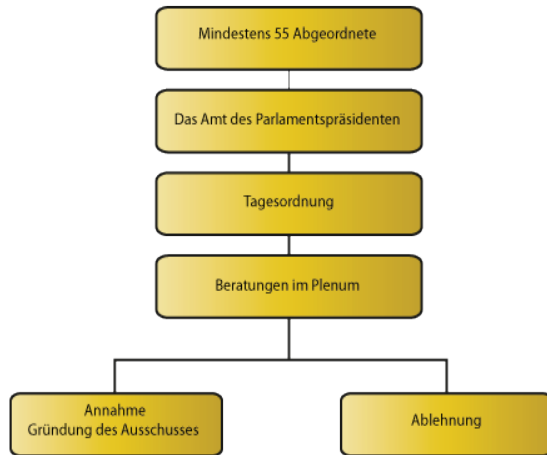 Mindestens 55 Abgeordnete
Das Amt des Parlamentspräsidenten
Tagesordnung
Beratungen im Plenum
Annahme
Gründung des Ausschusses
Ablehnung